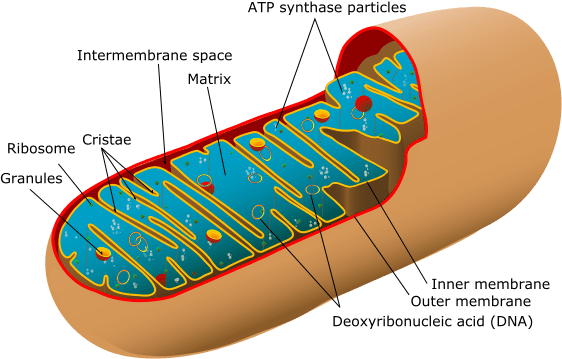 ATP synthase particles
Intermembrane space
Matrix
Cristae
Ribosome
Granules
Inner membrane
Outer membrane
Deoxyribonucleic acid (DNA)